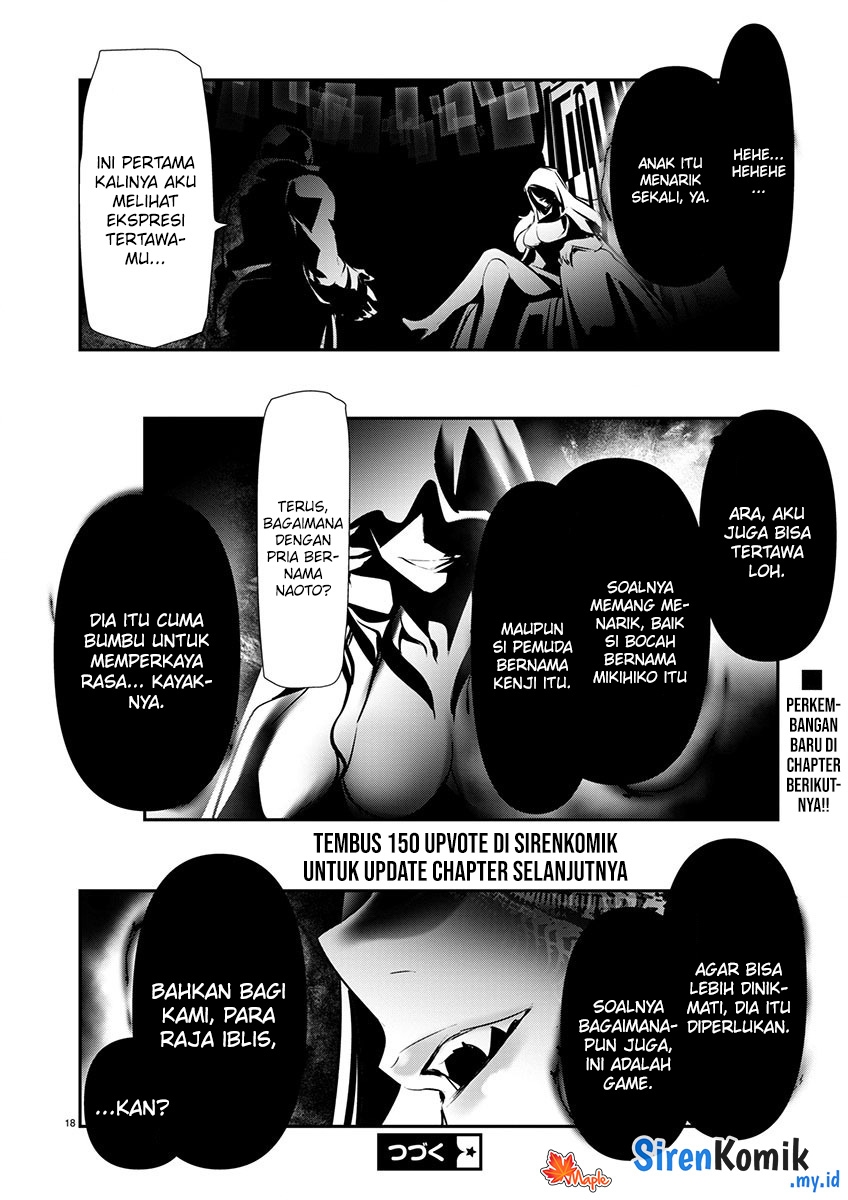 HEHE...
HEHEHE
...
ANAK ITU
MENARIK
SEKALI, YA.
INI PERTAMA
KALINYA AKU
MELIHAT
EKSPRESI
TERTAWA-
MU...
ARA, AKU
JUGA BISA
TERTAWA
LOH.
SOALNYA
MEMANG ME-
NARIK, BAIK
SI BOCAH
BERNAMA
MIKIHIKO ITU
MAUPUN
SI PEMUDA
BERNAMA
KENJI ITU.
TERUS,
BAGAIMANA
DENGAN
PRIA BER-
NAMA
NAOTO?
DIA ITU CUMA
BUMBU UNTUK
MEMPERKAYA
RASA... KAYAK-
NYA.
PERKEM-
BANGAN
BARU DI
CHAPTER
BERIKUT-
NYA!!
TEMBUS 150 UPVOTE DI SIRENKOMIK
UNTUK UPDATE CHAPTER SELANJUTNYA
AGAR BISA
LEBIH DINIK-
MATI, DIA ITU
DIPERLUKAN.
SOALNYA
BAGAIMANA-
PUN JUGA,
INI ADALAH
GAME.
BAHKAN BAGI
KAMI, PARA
RAJA IBLIS,
...KAN?
18
つづく
Maple
SirenKomik
.my.id